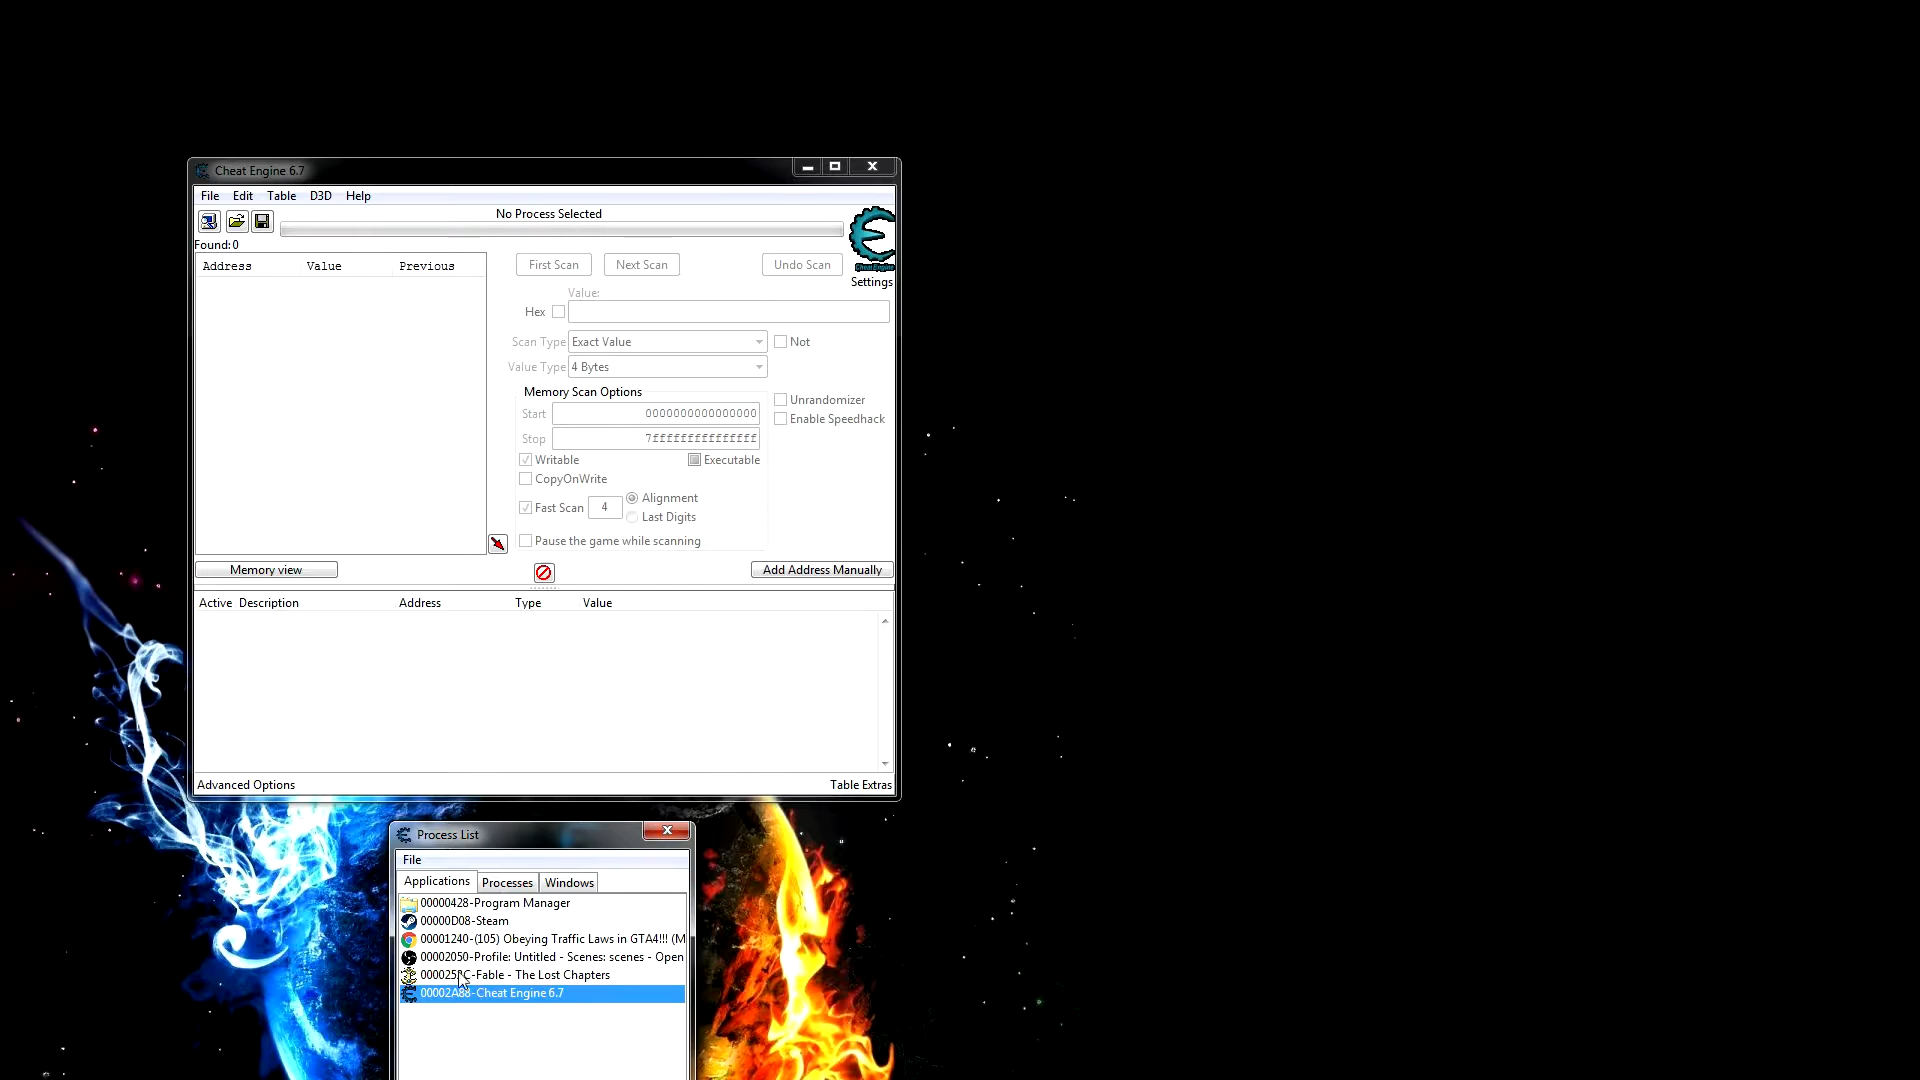 Cheat Engine 6.7
File Edit Table D3D Help
No Process Selected
Found: 0
Address Value Previous
First Scan Next Scan Undo Scan
Cheat Engine
Settings
Value:
Hex
Scan Type Exact Value Not
Value Type 4 Bytes
Memory Scan Options
Unrandomizer
Start 0000000000000000
Enable Speedhack
Stop 7fffffffffffffff
Writable Executable
CopyOnWrite
Alignment
Fast Scan 4
Last Digits
Pause the game while scanning
Memory view Add Address Manually
Active Description Address Type Value
Advanced Options Table Extras
Process List
File
Applications Processes Windows
00000428-Program Manager
00000D08-Steam
00001240-(105) Obeying Traffic Laws in GTA4!!! (M
00002050-Profile: Untitled - Scenes: scenes - Open
Fable - The Lost Chapters
00002A88-Cheat Engine 6.7